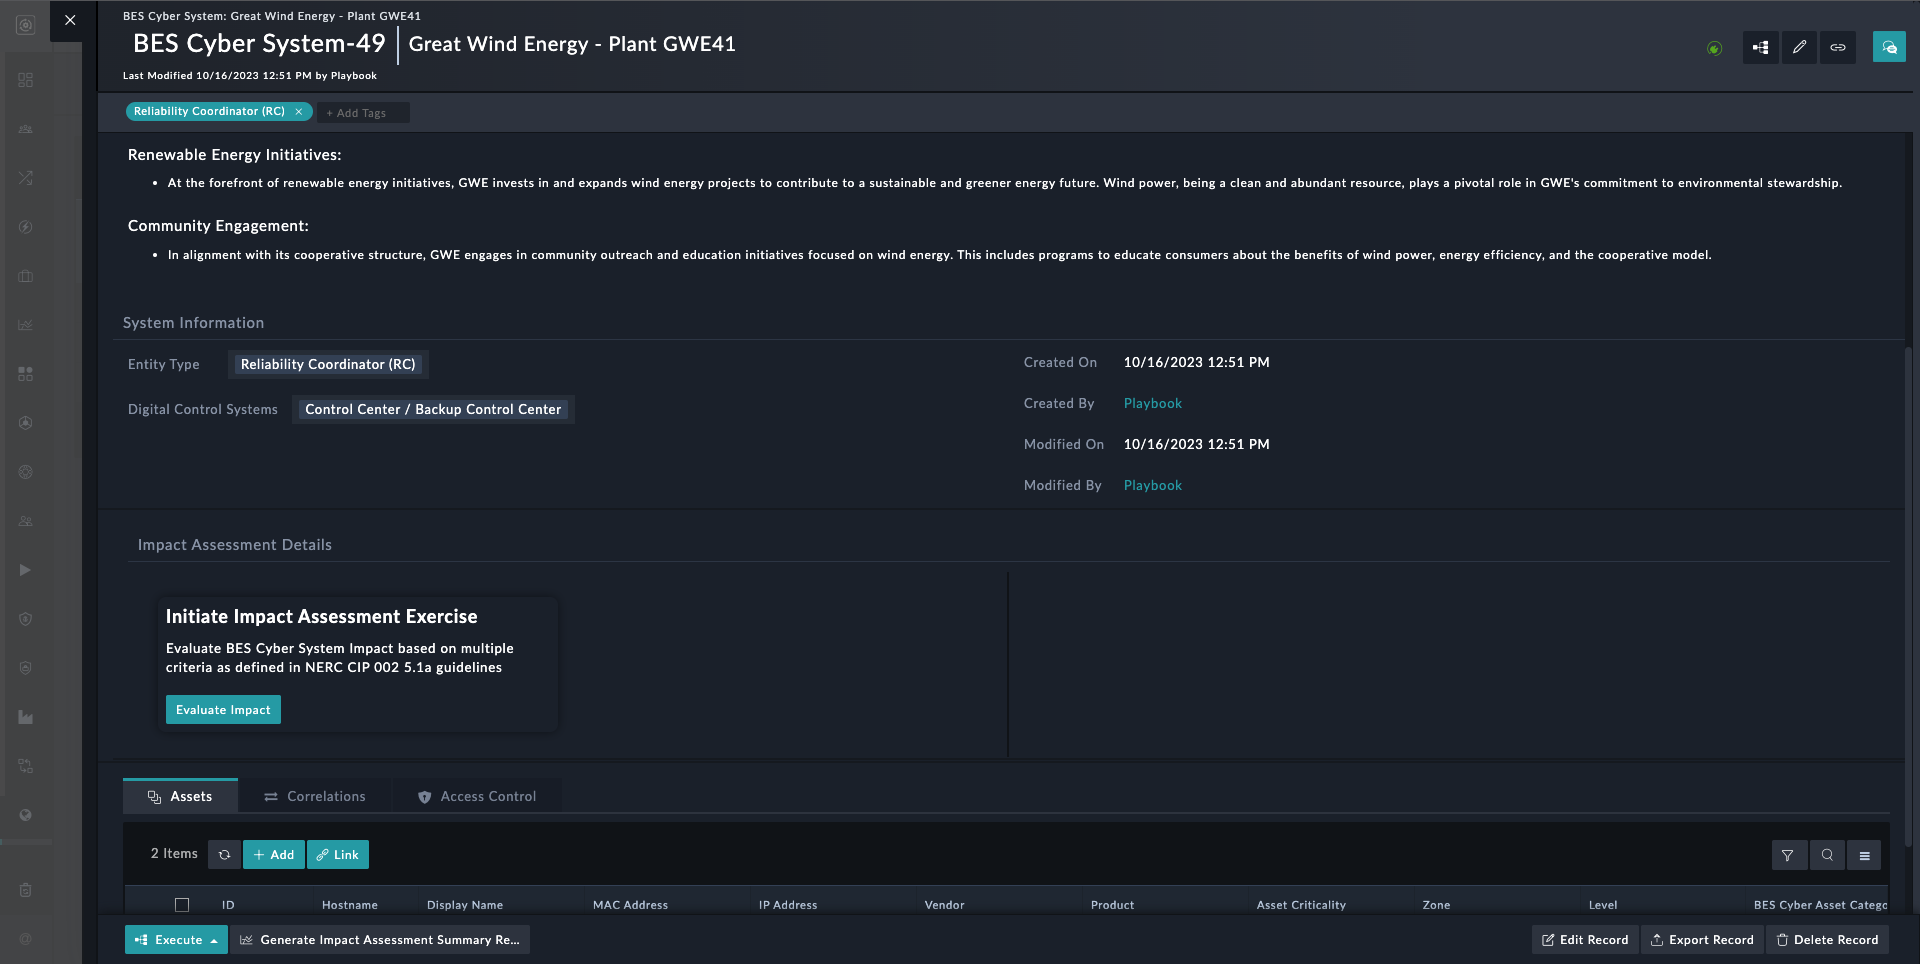 BES Cyber System: Great Wind Energy - Plant GWE41
BES Cyber System-49 Great Wind Energy - Plant GWE41
Last Modified 10/16/2023 12:51 PM by Playbook
Reliability Coordinator (RC) ×
+ Add Tags
Renewable Energy Initiatives:
• At the forefront of renewable energy initiatives, GWE invests in and expands wind energy projects to contribute to a sustainable and greener energy future. Wind power, being a clean and abundant resource, plays a pivotal role in GWE's commitment to environmental stewardship.
Community Engagement:
• In alignment with its cooperative structure, GWE engages in community outreach and education initiatives focused on wind energy. This includes programs to educate consumers about the benefits of wind power, energy efficiency, and the cooperative model.
System Information
Entity Type Reliability Coordinator (RC)
Digital Control Systems Control Center / Backup Control Center
Created On 10/16/2023 12:51 PM
Created By Playbook
Modified On 10/16/2023 12:51 PM
Modified By Playbook
Impact Assessment Details
Initiate Impact Assessment Exercise
Evaluate BES Cyber System Impact based on multiple
criteria as defined in NERC CIP 002 5.1a guidelines
Evaluate Impact
Assets Correlations Access Control
2 Items + Add Link
ID Hostname Display Name MAC Address IP Address Vendor Product Asset Criticality Zone Level BES Cyber Asset Catego
Execute Generate Impact Assessment Summary Re... Edit Record Export Record Delete Record